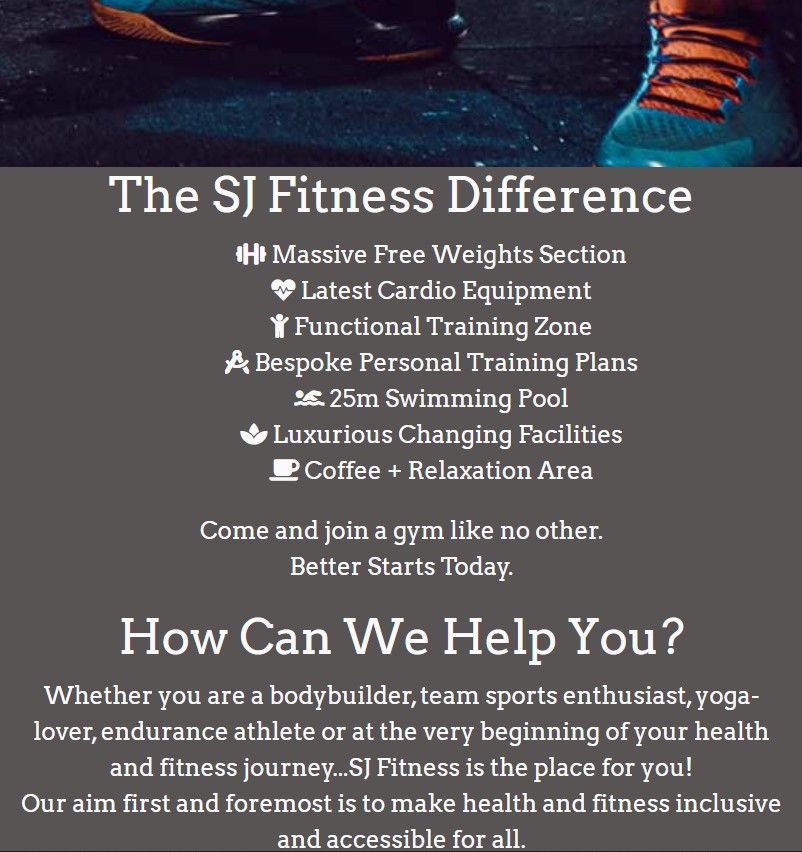 The SJ Fitness Difference
Massive Free Weights Section
Latest Cardio Equipment
Functional Training Zone
Bespoke Personal Training Plans
25m Swimming Pool
Luxurious Changing Facilities
Coffee + Relaxation Area
Come and join a gym like no other.
Better Starts Today.
How Can We Help You?
Whether you are a bodybuilder, team sports enthusiast, yoga-
lover, endurance athlete or at the very beginning of your health
and fitness journey...SJ Fitness is the place for you!
Our aim first and foremost is to make health and fitness inclusive
and accessible for all.